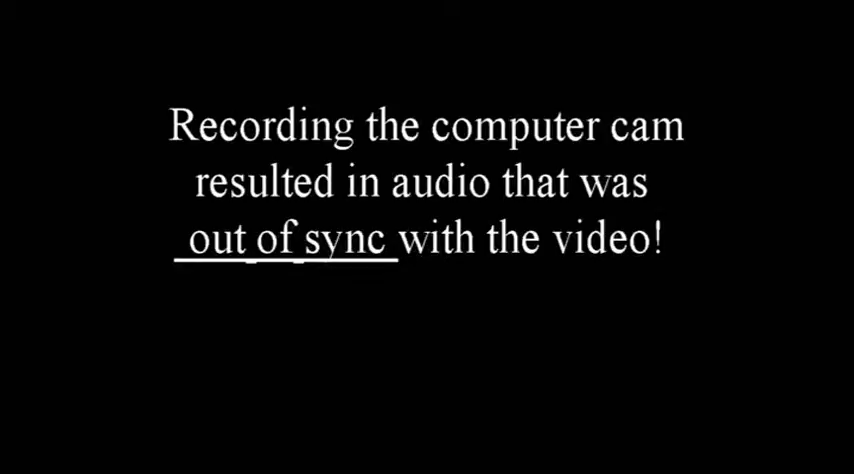 Recording the computer cam
resulted in audio that was
out of sync with the video!